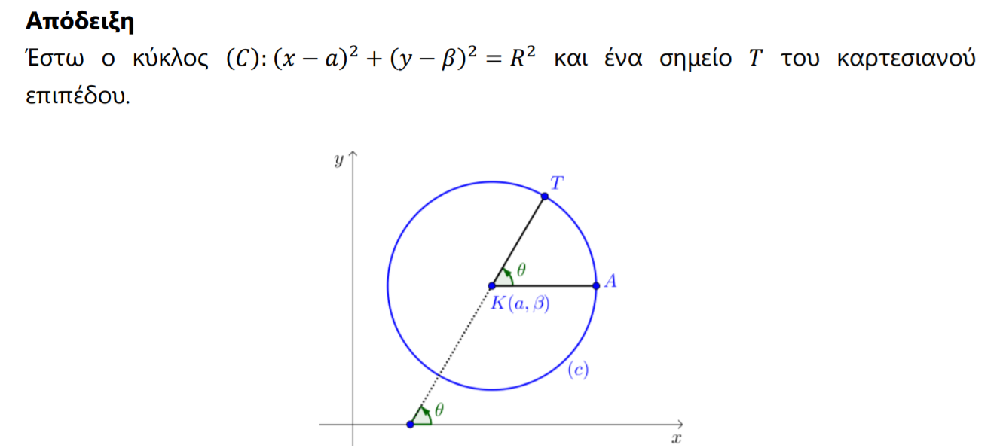 Απόδειξη
Έστω ο κύκλος (C): (x − a)² + (y − β)² = R² και ένα σημείο T του καρτεσιανού
επιπέδου.
y
T
θ
A
K(a, β)
(c)
θ
x